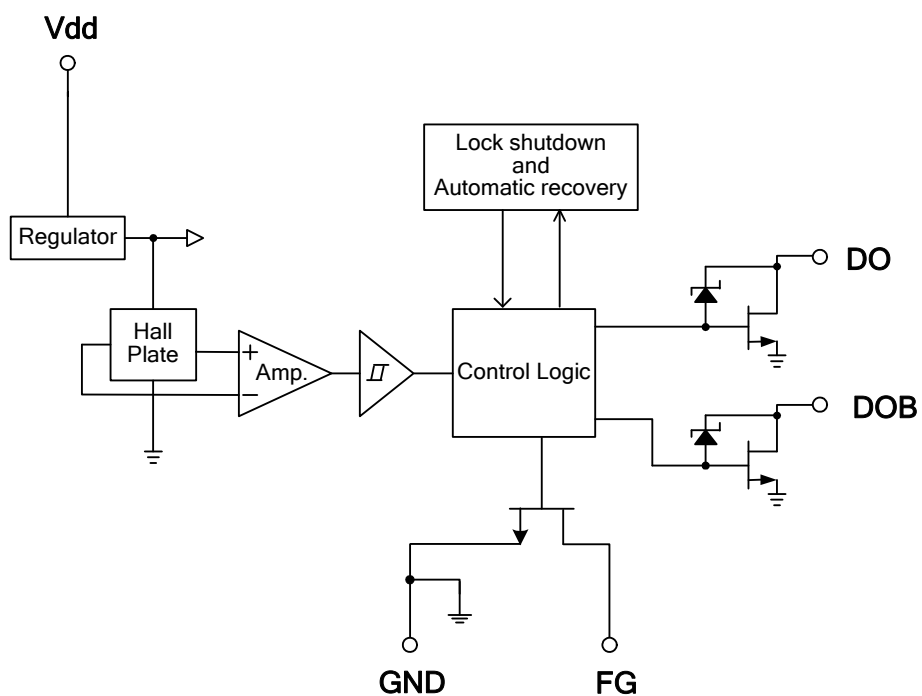 Vdd
Lock shutdown
and
Automatic recovery
Regulator
DO
Hall
Plate
+
Amp.
−
Control Logic
DOB
GND
FG